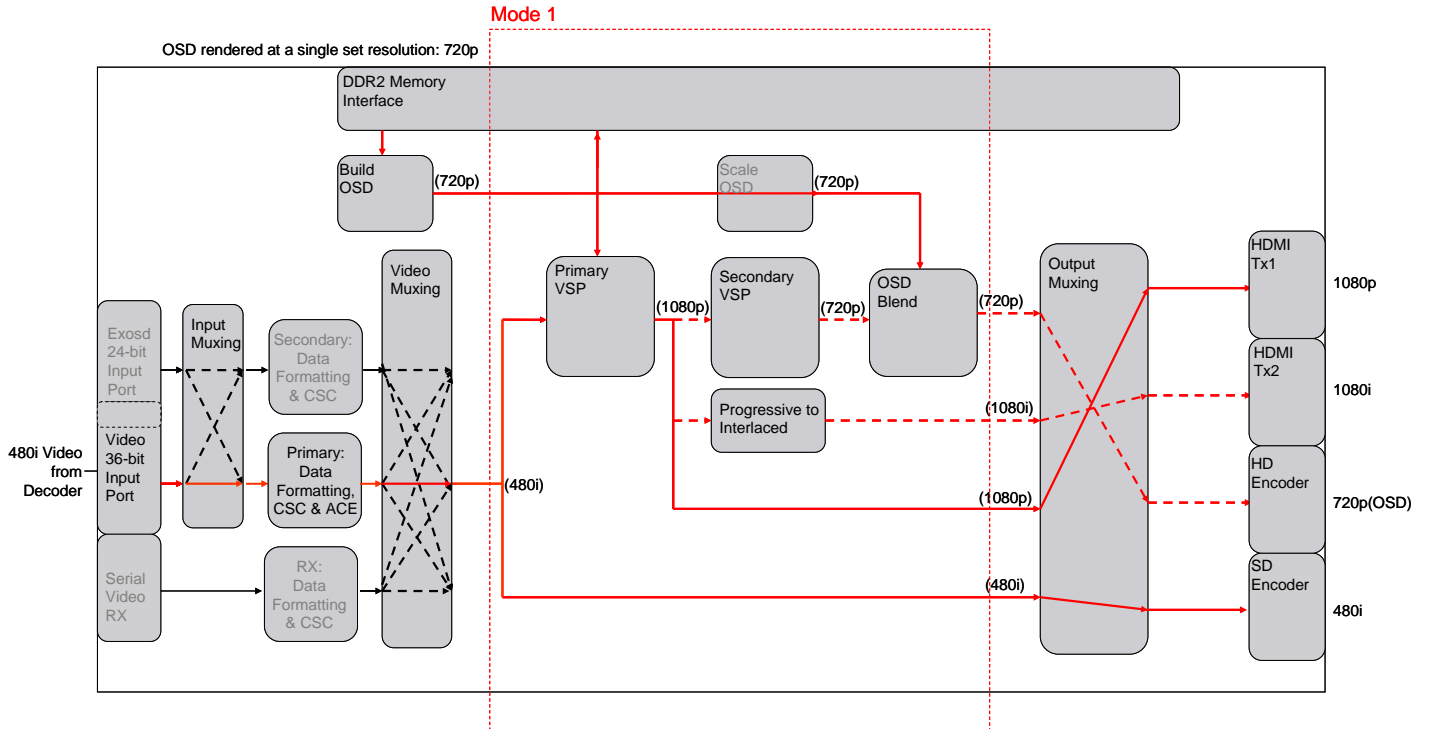 Mode 1
OSD rendered at a single set resolution: 720p
DDR2 Memory
Interface
Build
OSD
(720p)
Scale
OSD
(720p)
Video
Muxing
Primary
VSP
(1080p)
Secondary
VSP
(720p)
OSD
Blend
(720p)
Output
Muxing
HDMI
Tx1
1080p
HDMI
Tx2
1080i
HD
Encoder
720p(OSD)
SD
Encoder
480i
Progressive to
Interlaced
(1080i)
(1080p)
(480i)
(480i)
Exosd
24-bit
Input
Port
Input
Muxing
Secondary:
Data
Formatting
& CSC
480i Video
from
Decoder
Video
36-bit
Input
Port
Primary:
Data
Formatting,
CSC & ACE
Serial
Video
RX
RX:
Data
Formatting
& CSC